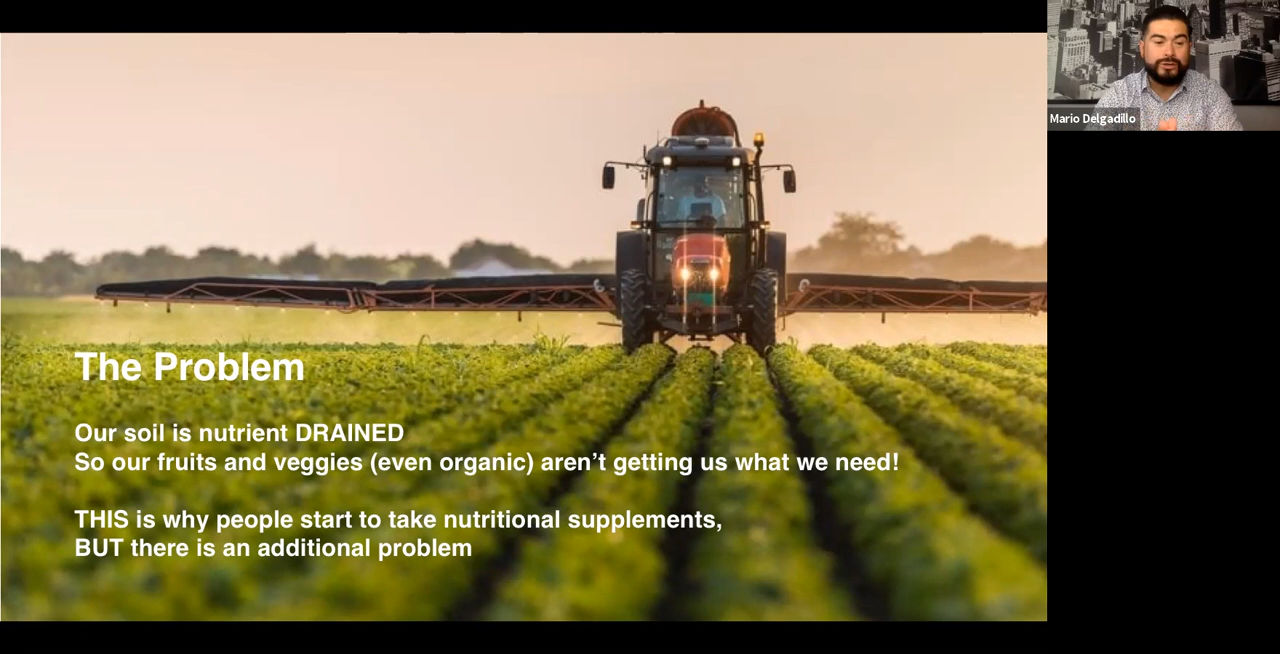 Mario Delgadillo
The Problem
Our soil is nutrient DRAINED
So our fruits and veggies (even organic) aren’t getting us what we need!
THIS is why people start to take nutritional supplements,
BUT there is an additional problem